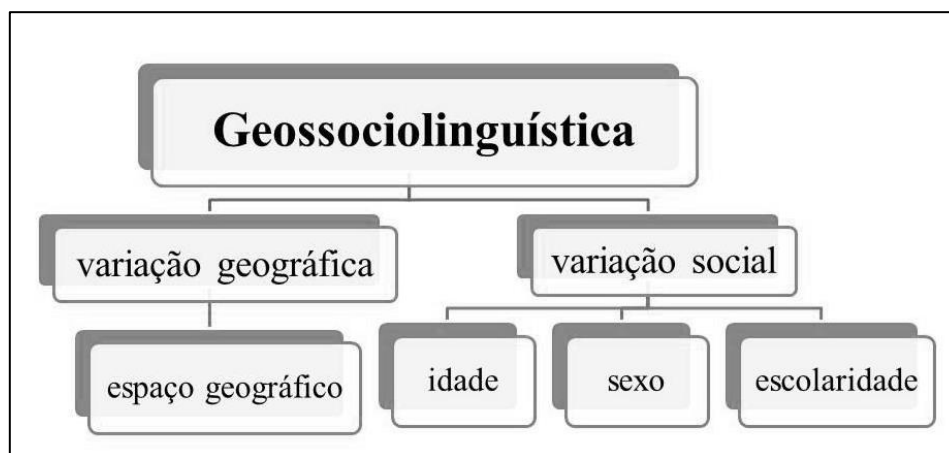 Geossociolinguística
variação geográfica
variação social
espaço geográfico
idade
sexo
escolaridade